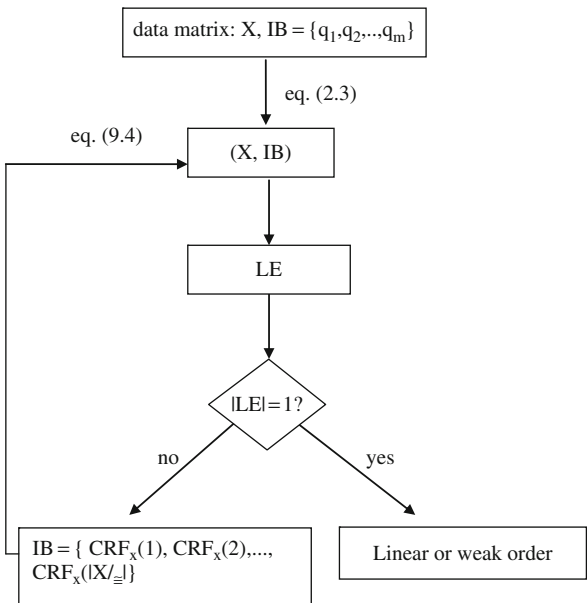 data matrix: X, IB = {q₁,q₂,..,qₘ}
eq. (2.3)
eq. (9.4)
(X, IB)
LE
|LE| = 1?
no
yes
IB = { CRFₓ(1), CRFₓ(2),...,
CRFₓ(|X/≅|}
Linear or weak order